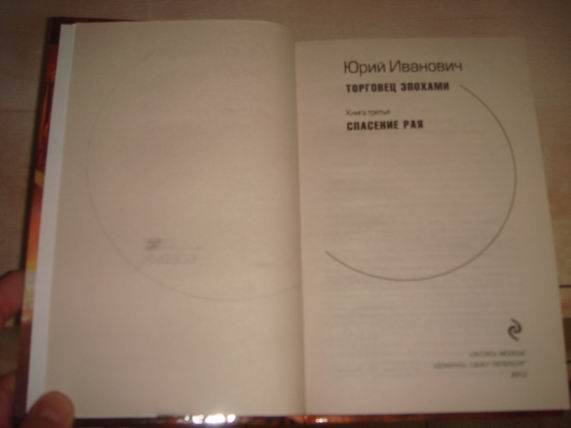 Юрий Иванович
ТОРГОВЕЦ ЭПОХАМИ
Книга третья
СПАСЕНИЕ РАЯ